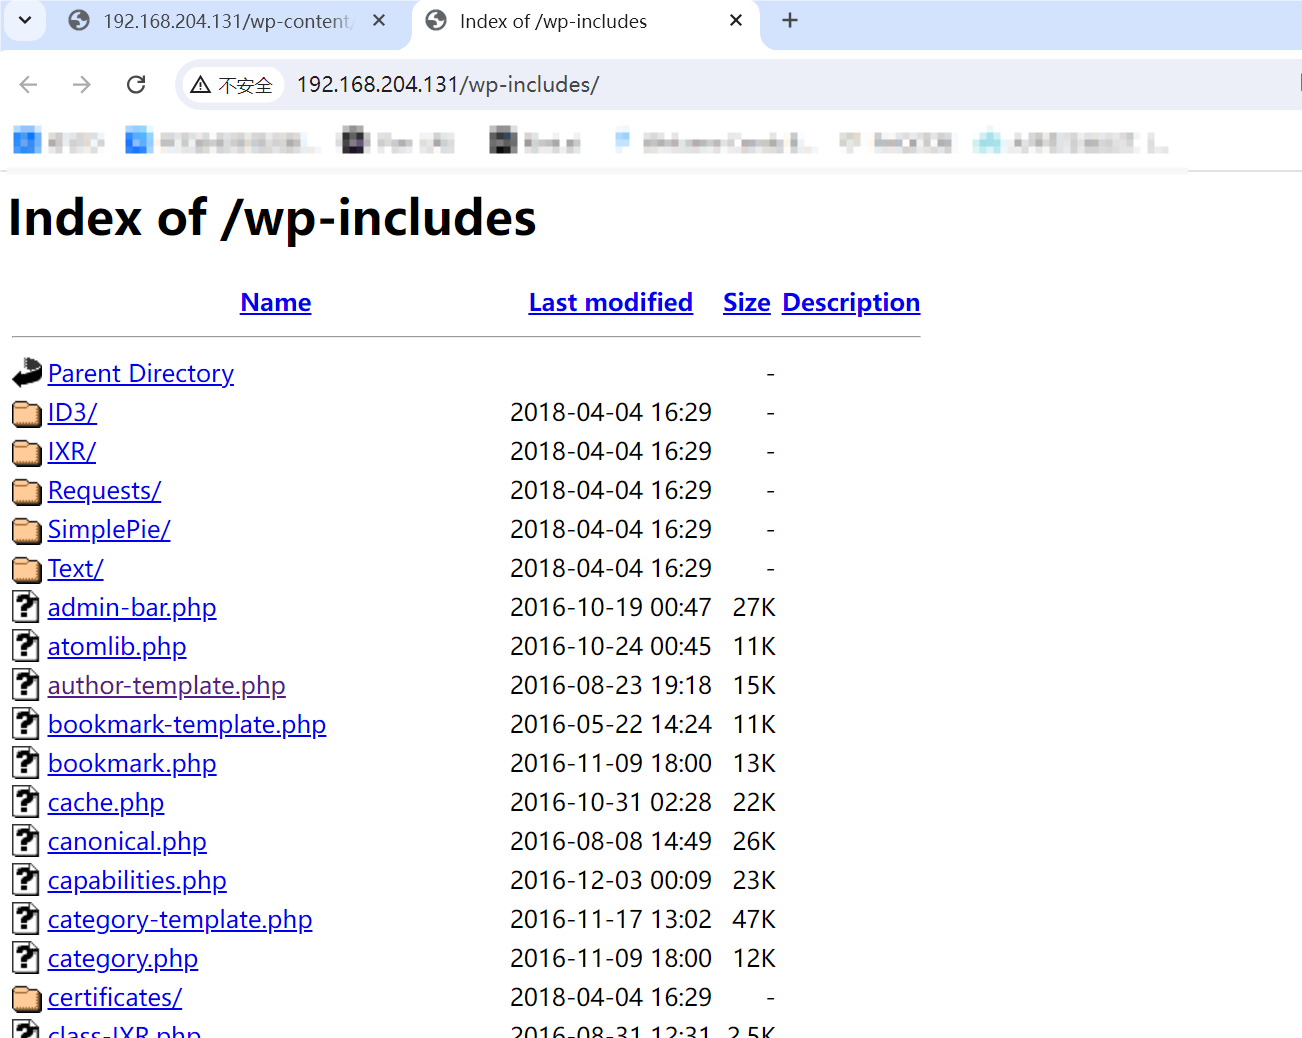 192.168.204.131/wp-content/
Index of /wp-includes
不安全
192.168.204.131/wp-includes/
Index of /wp-includes
Name Last modified Size Description
Parent Directory -
ID3/ 2018-04-04 16:29 -
IXR/ 2018-04-04 16:29 -
Requests/ 2018-04-04 16:29 -
SimplePie/ 2018-04-04 16:29 -
Text/ 2018-04-04 16:29 -
admin-bar.php 2016-10-19 00:47 27K
atomlib.php 2016-10-24 00:45 11K
author-template.php 2016-08-23 19:18 15K
bookmark-template.php 2016-05-22 14:24 11K
bookmark.php 2016-11-09 18:00 13K
cache.php 2016-10-31 02:28 22K
canonical.php 2016-08-08 14:49 26K
capabilities.php 2016-12-03 00:09 23K
category-template.php 2016-11-17 13:02 47K
category.php 2016-11-09 18:00 12K
certificates/ 2018-04-04 16:29 -
class-IXR.php 2016-08-31 12:31 2.5K